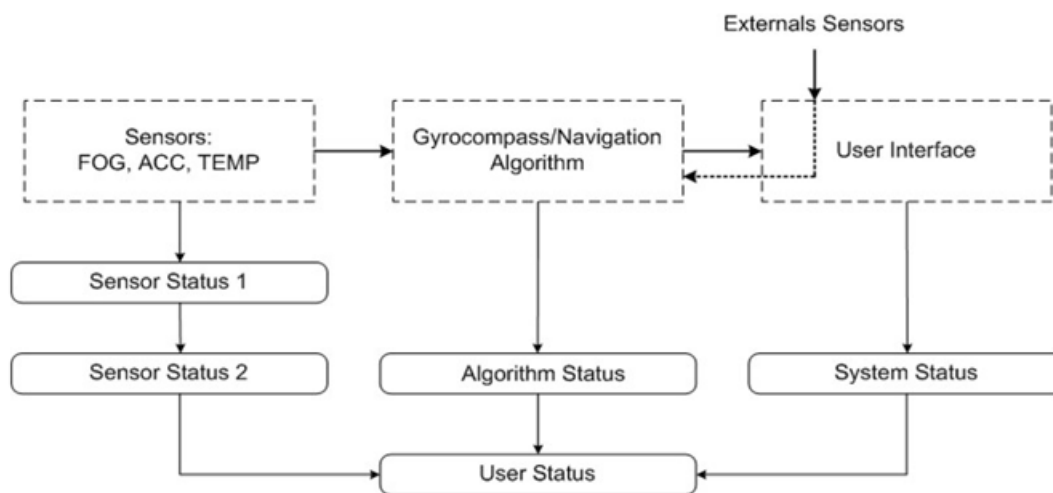 Externals Sensors
Sensors:
FOG, ACC, TEMP
Gyrocompass/Navigation
Algorithm
User Interface
Sensor Status 1
Sensor Status 2
Algorithm Status
System Status
User Status